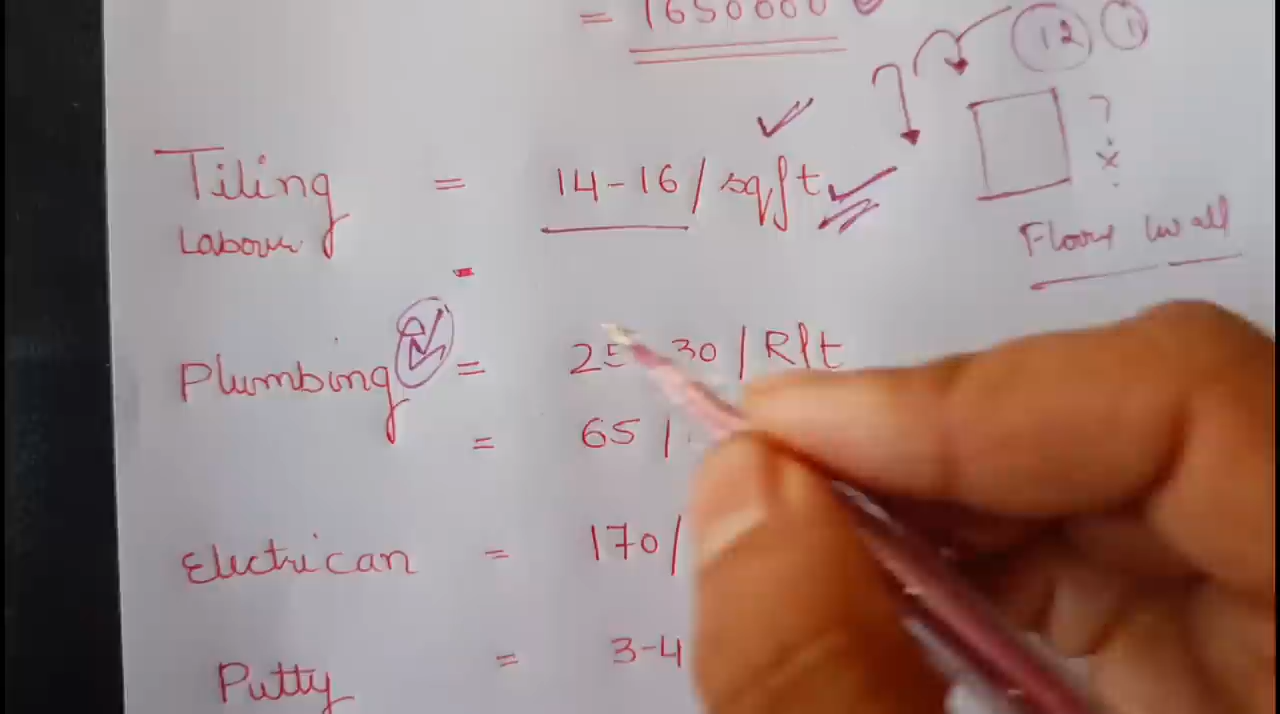 = 1650000
12 11
Tiling = 14-16/sqft
Labour
Floor wall
Plumbing = 25-30/Rft
= 65/
Electrican = 170/
Putty = 3-4